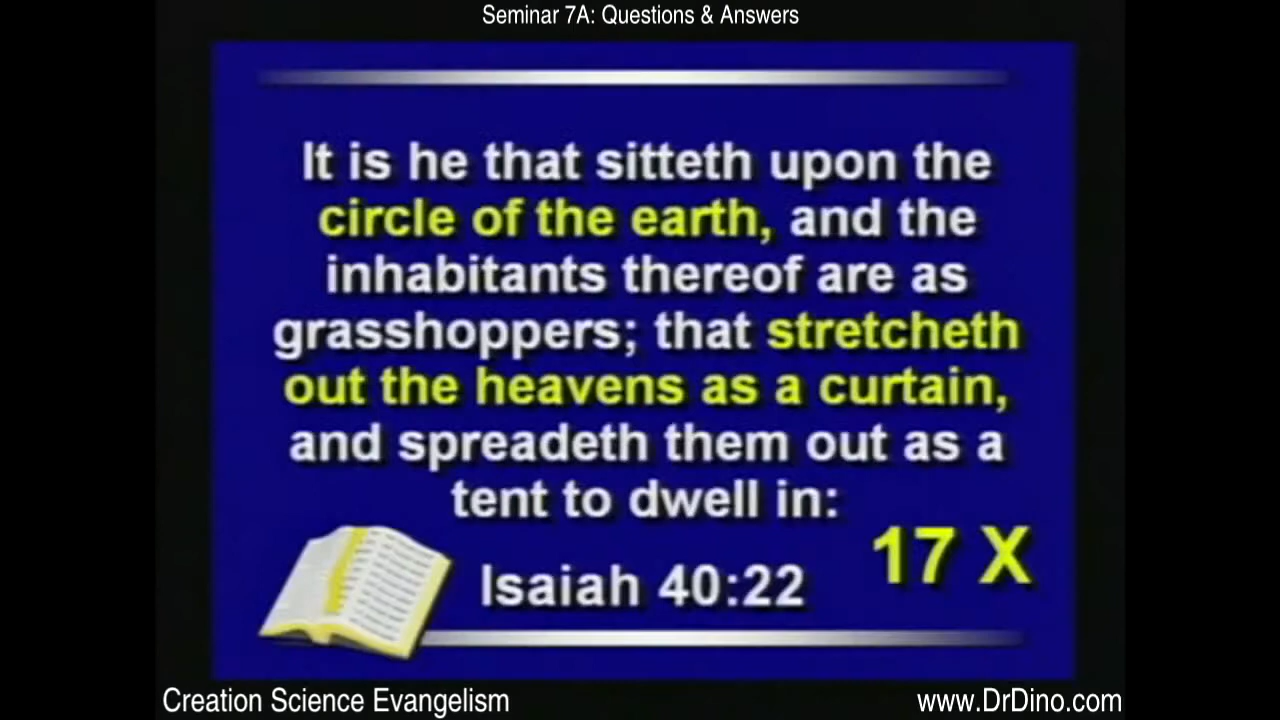 Seminar 7A: Questions & Answers
It is he that sitteth upon the
circle of the earth, and the
inhabitants thereof are as
grasshoppers; that stretcheth
out the heavens as a curtain,
and spreadeth them out as a
tent to dwell in:
17 X
Isaiah 40:22
Creation Science Evangelism
www.DrDino.com